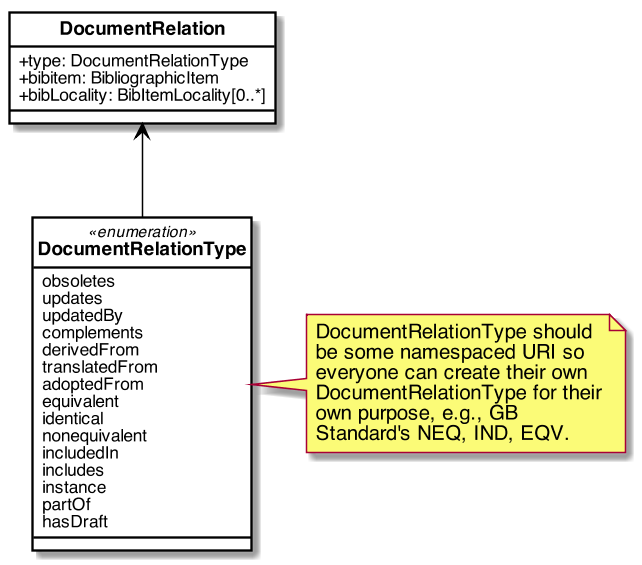 DocumentRelation
+type: DocumentRelationType
+bibitem: BibliographicItem
+bibLocality: BibItemLocality[0..*]
«enumeration»
DocumentRelationType
obsoletes
updates
updatedBy
complements
derivedFrom
translatedFrom
adoptedFrom
equivalent
identical
nonequivalent
includedIn
includes
instance
partOf
hasDraft
DocumentRelationType should
be some namespaced URI so
everyone can create their own
DocumentRelationType for their
own purpose, e.g., GB
Standard's NEQ, IND, EQV.